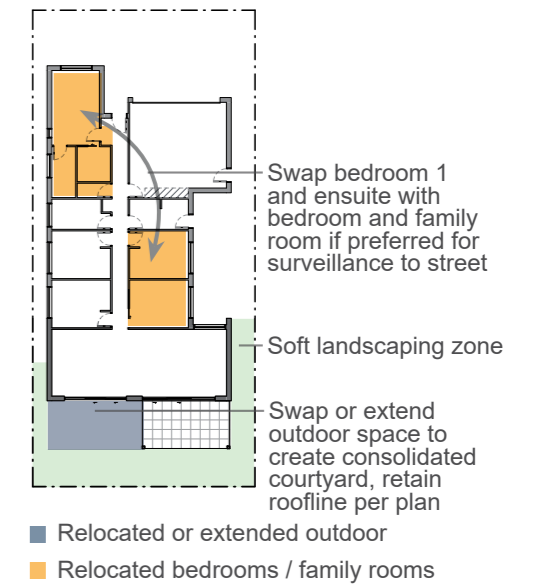 Swap bedroom 1
and ensuite with
bedroom and family
room if preferred for
surveillance to street
Soft landscaping zone
Swap or extend
outdoor space to
create consolidated
courtyard, retain
roofline per plan
Relocated or extended outdoor
Relocated bedrooms / family rooms